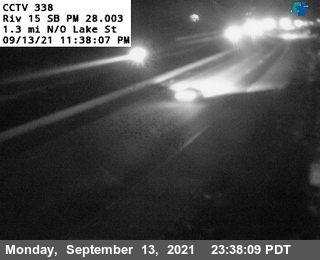 CCTV 338
Riv 15 SB PM 28.003
1.3 mi N/O Lake St
09/13/21 11:38:07 PM
Monday, September 13, 2021 23:38:09 PDT